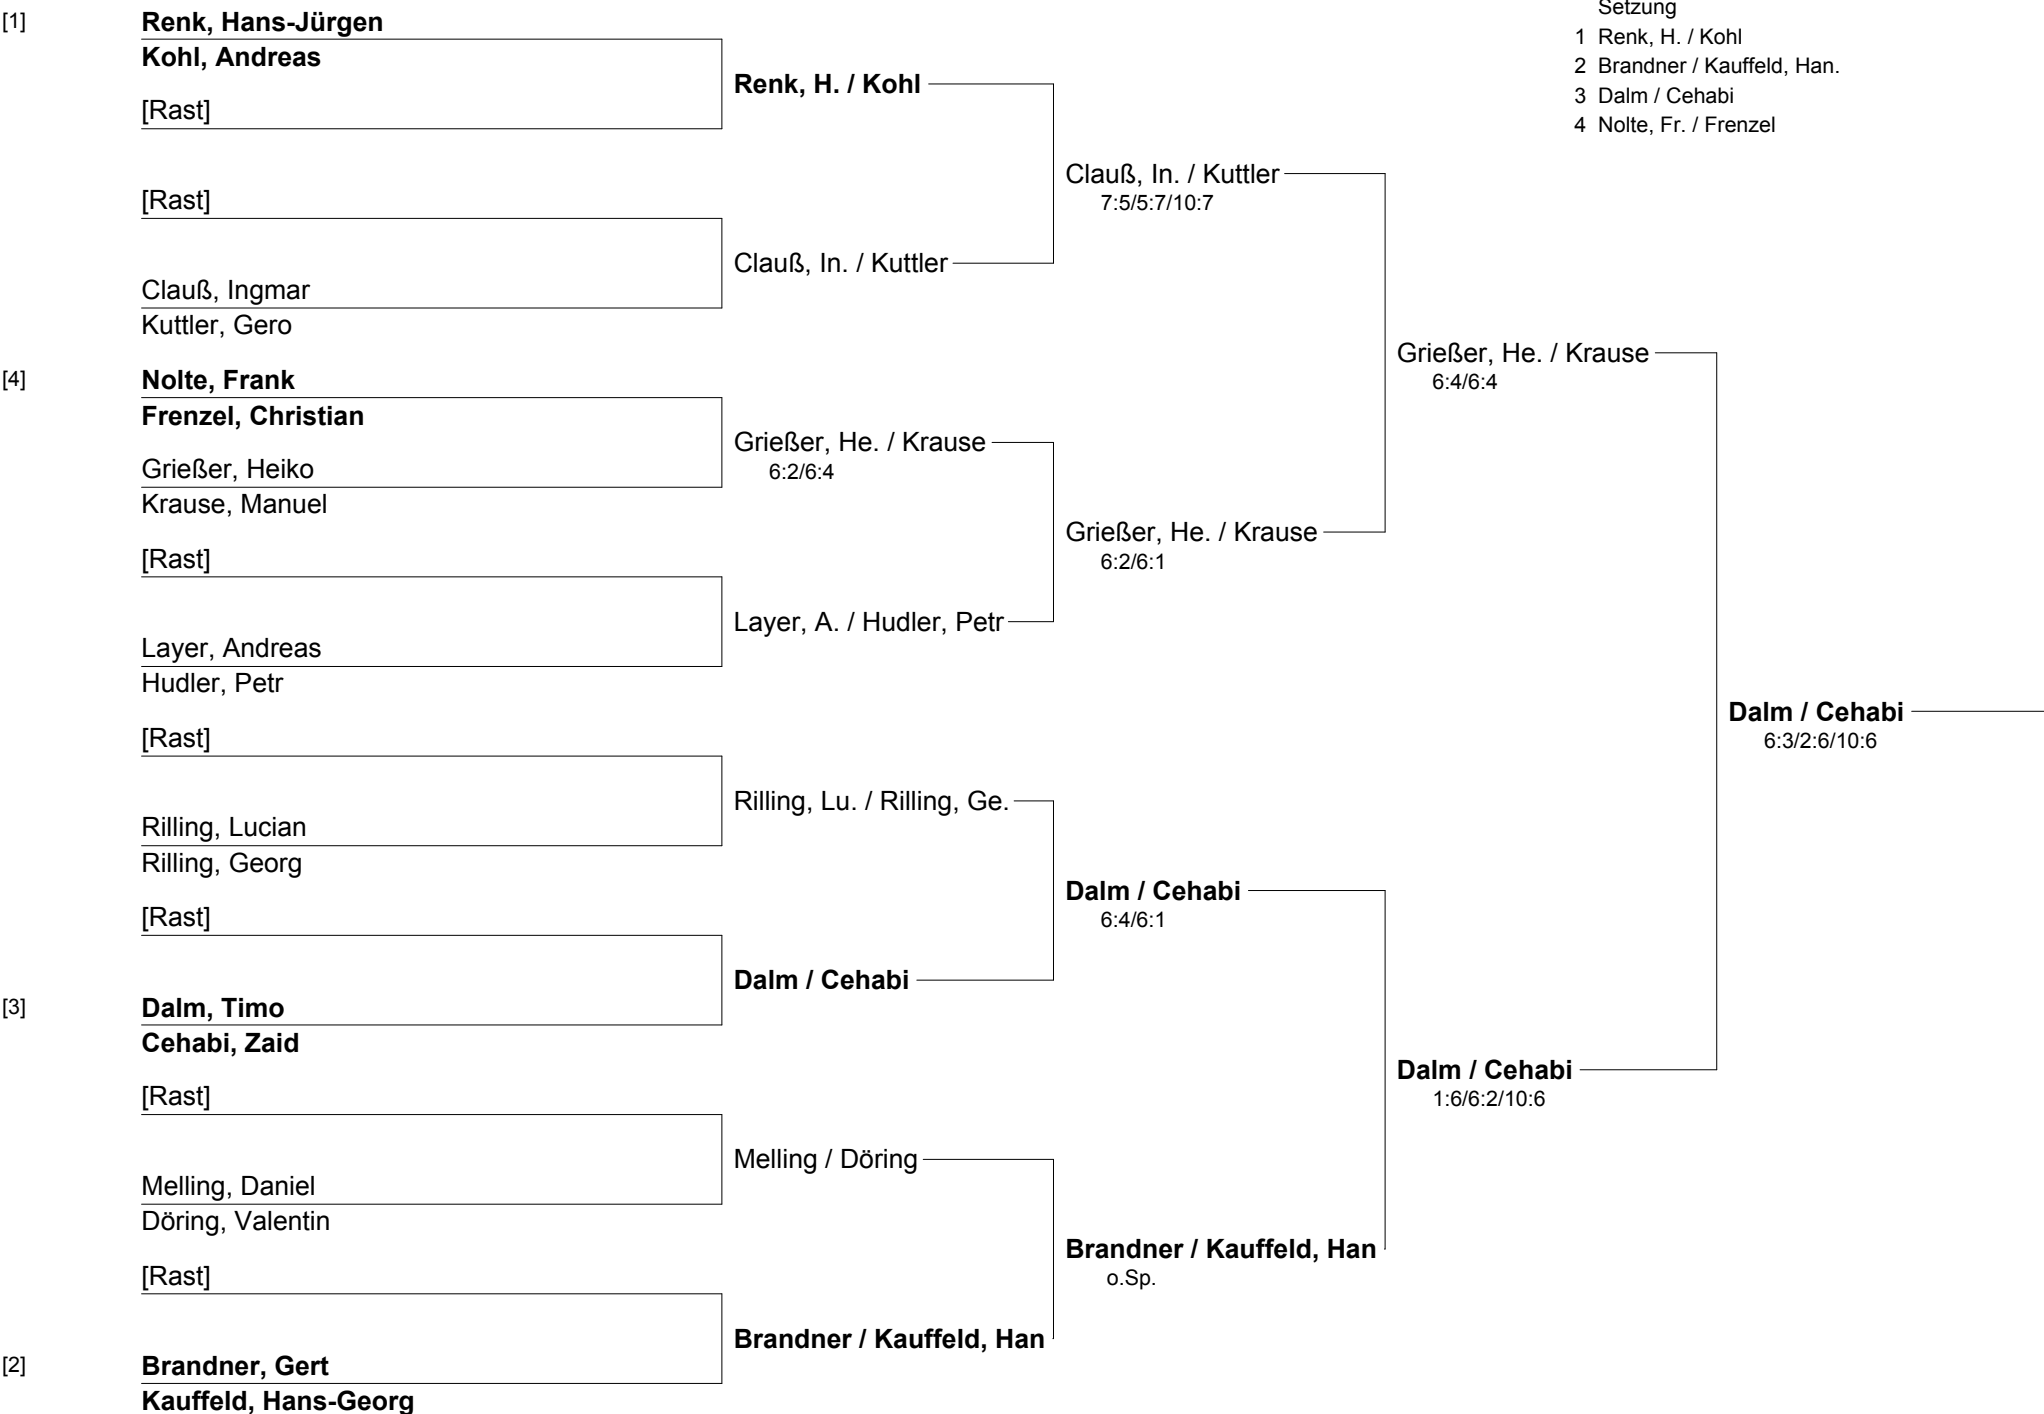 Setzung
1 Renk, H. / Kohl
2 Brandner / Kauffeld, Han.
3 Dalm / Cehabi
4 Nolte, Fr. / Frenzel
[1] Renk, Hans-Jürgen
Kohl, Andreas
[Rast]
[Rast]
Clauß, Ingmar
Kuttler, Gero
[4] Nolte, Frank
Frenzel, Christian
Grießer, Heiko
Krause, Manuel
[Rast]
Layer, Andreas
Hudler, Petr
[Rast]
Rilling, Lucian
Rilling, Georg
[Rast]
[3] Dalm, Timo
Cehabi, Zaid
[Rast]
Melling, Daniel
Döring, Valentin
[Rast]
[2] Brandner, Gert
Kauffeld, Hans-Georg
Renk, H. / Kohl
Clauß, In. / Kuttler
Grießer, He. / Krause
6:2/6:4
Layer, A. / Hudler, Petr
Rilling, Lu. / Rilling, Ge.
Dalm / Cehabi
Melling / Döring
Brandner / Kauffeld, Han
Clauß, In. / Kuttler
7:5/5:7/10:7
Grießer, He. / Krause
6:2/6:1
Dalm / Cehabi
6:4/6:1
Brandner / Kauffeld, Han
o.Sp.
Grießer, He. / Krause
6:4/6:4
Dalm / Cehabi
1:6/6:2/10:6
Dalm / Cehabi
6:3/2:6/10:6